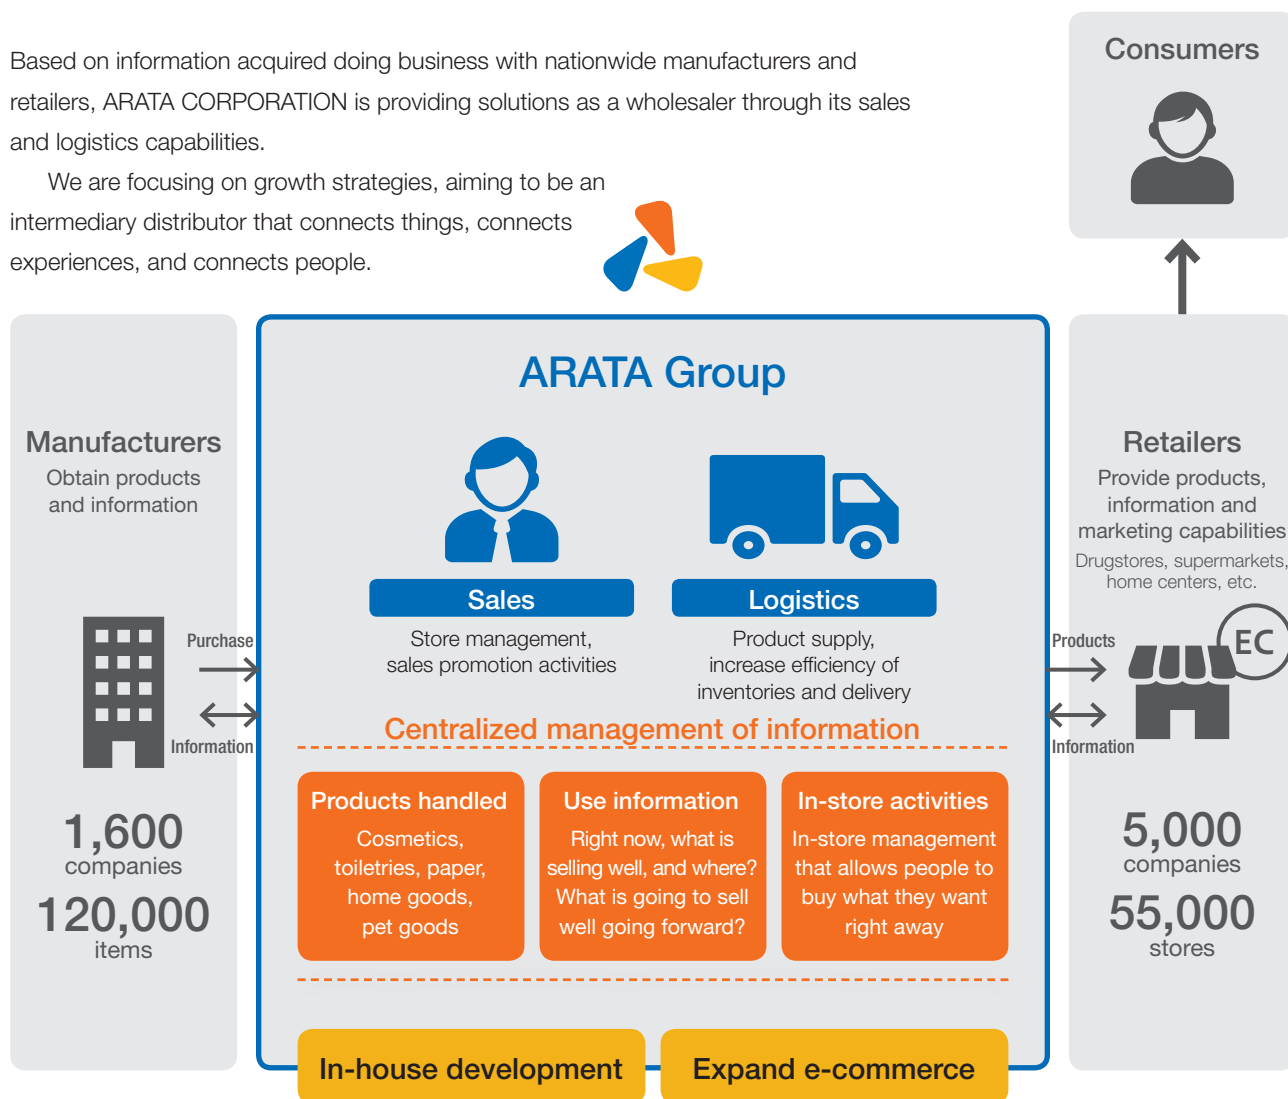 Based on information acquired doing business with nationwide manufacturers and
retailers, ARATA CORPORATION is providing solutions as a wholesaler through its sales
and logistics capabilities.
We are focusing on growth strategies, aiming to be an
intermediary distributor that connects things, connects
experiences, and connects people.
Consumers
Manufacturers
Obtain products
and information
Purchase
Information
1,600
companies
120,000
items
ARATA Group
Sales
Store management,
sales promotion activities
Logistics
Product supply,
increase efficiency of
inventories and delivery
Centralized management of information
Products handled
Cosmetics,
toiletries, paper,
home goods,
pet goods
Use information
Right now, what is
selling well, and where?
What is going to sell
well going forward?
In-store activities
In-store management
that allows people to
buy what they want
right away
In-house development
Expand e-commerce
Retailers
Provide products,
information and
marketing capabilities
Drugstores, supermarkets,
home centers, etc.
EC
Products
Information
5,000
companies
55,000
stores